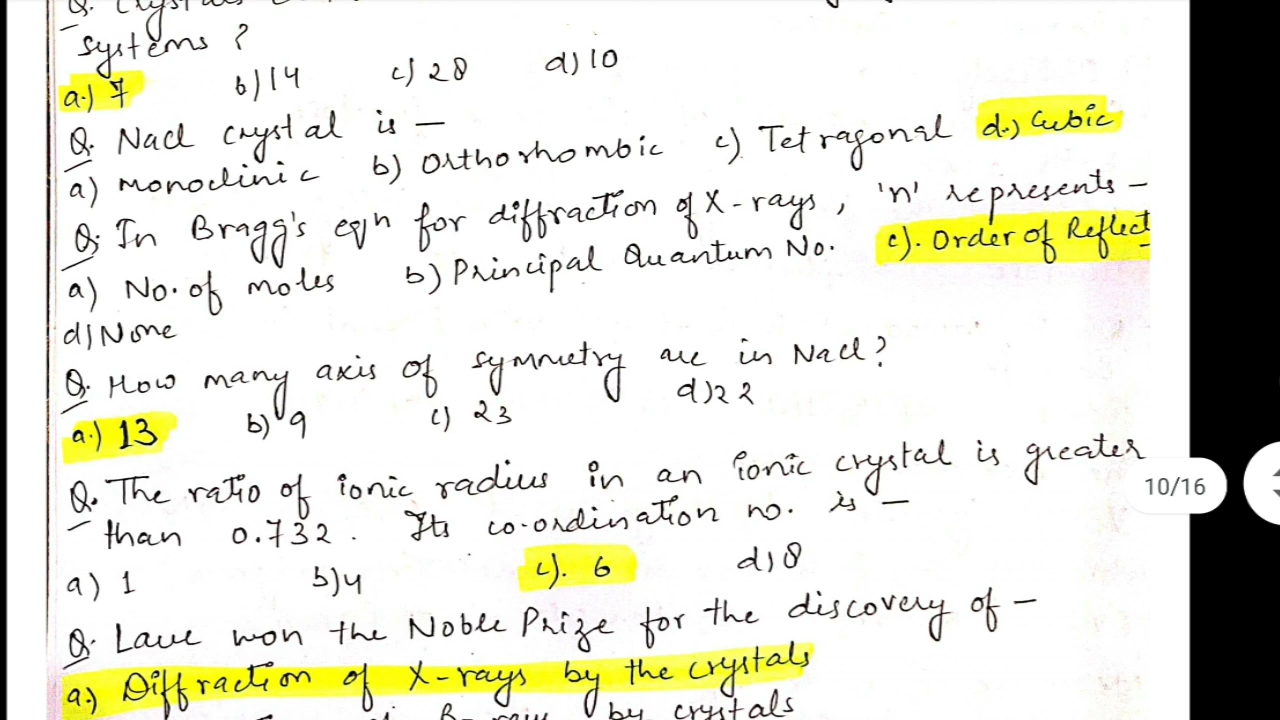 Q. Crystals
systems ?
a.) 7 b) 14 c) 28 d) 10
Q. Nacl crystal is —
a) monoclinic b) Orthorhombic c) Tetragonal d.) Cubic
Q. In Bragg's eqn for diffraction of X-rays, 'n' represents —
a) No. of moles b) Principal Quantum No. c). Order of Reflect
d) None
Q. How many axis of symmetry are in Nacl ?
a.) 13 b) 9 c) 23 d) 22
Q. The ratio of ionic radius in an ionic crystal is greater
than 0.732. Its co-ordination no. is —
10/16
a) 1 b) 4 c). 6 d) 8
Q. Laue won the Noble Prize for the discovery of —
a.) Diffraction of X-rays by the crystals
by crystals